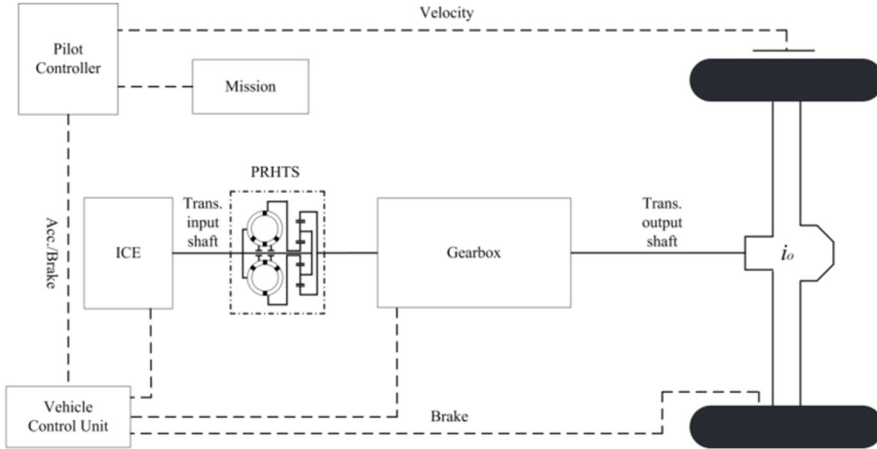 Velocity
Pilot
Controller
Mission
PRHTS
Acc./Brake
Trans.
input
shaft
ICE
Gearbox
Trans.
output
shaft
io
Vehicle
Control Unit
Brake